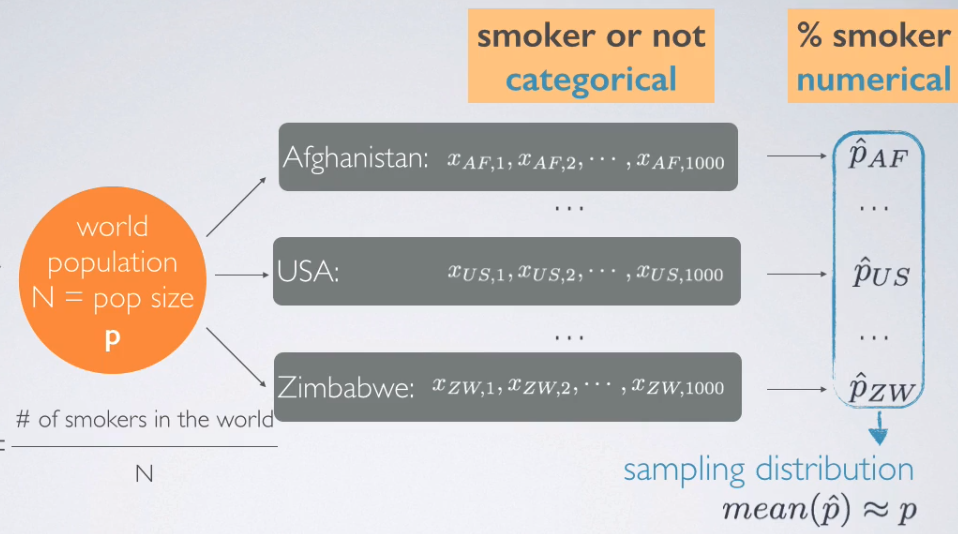 smoker or not
categorical
% smoker
numerical
Afghanistan: x_{AF,1}, x_{AF,2}, ⋯ , x_{AF,1000}
p̂_{AF}
...
...
world
population
N = pop size
p
USA: x_{US,1}, x_{US,2}, ⋯ , x_{US,1000}
p̂_{US}
...
...
Zimbabwe: x_{ZW,1}, x_{ZW,2}, ⋯ , x_{ZW,1000}
p̂_{ZW}
# of smokers in the world
N
sampling distribution
mean(p̂) ≈ p